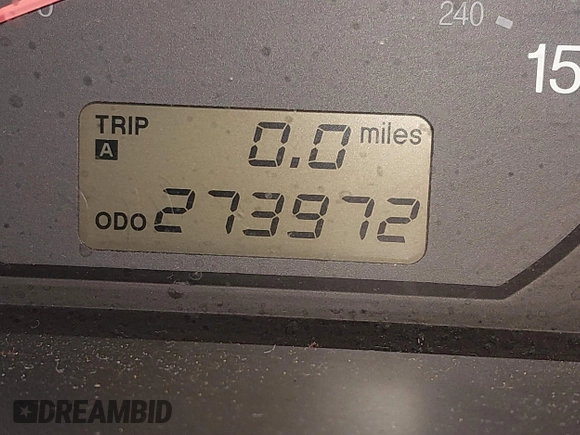 240
15
TRIP 0.0 miles
A
ODO 273972
DREAMBID